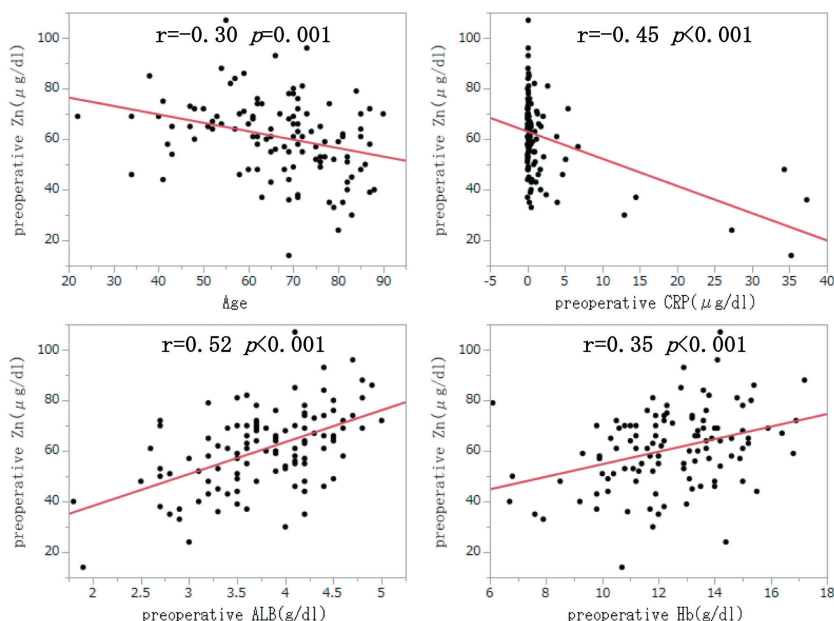 r=-0.30 p=0.001
preoperative Zn(μg/dl)
100
80
60
40
20
20 30 40 50 60 70 80 90
Age
r=-0.45 p<0.001
preoperative Zn(μg/dl)
100
80
60
40
20
-5 0 5 10 15 20 25 30 35 40
preoperative CRP(μg/dl)
r=0.52 p<0.001
preoperative Zn(μg/dl)
100
80
60
40
20
2 2.5 3 3.5 4 4.5 5
preoperative ALB(g/dl)
r=0.35 p<0.001
preoperative Zn(μg/dl)
100
80
60
40
20
6 8 10 12 14 16 18
preoperative Hb(g/dl)